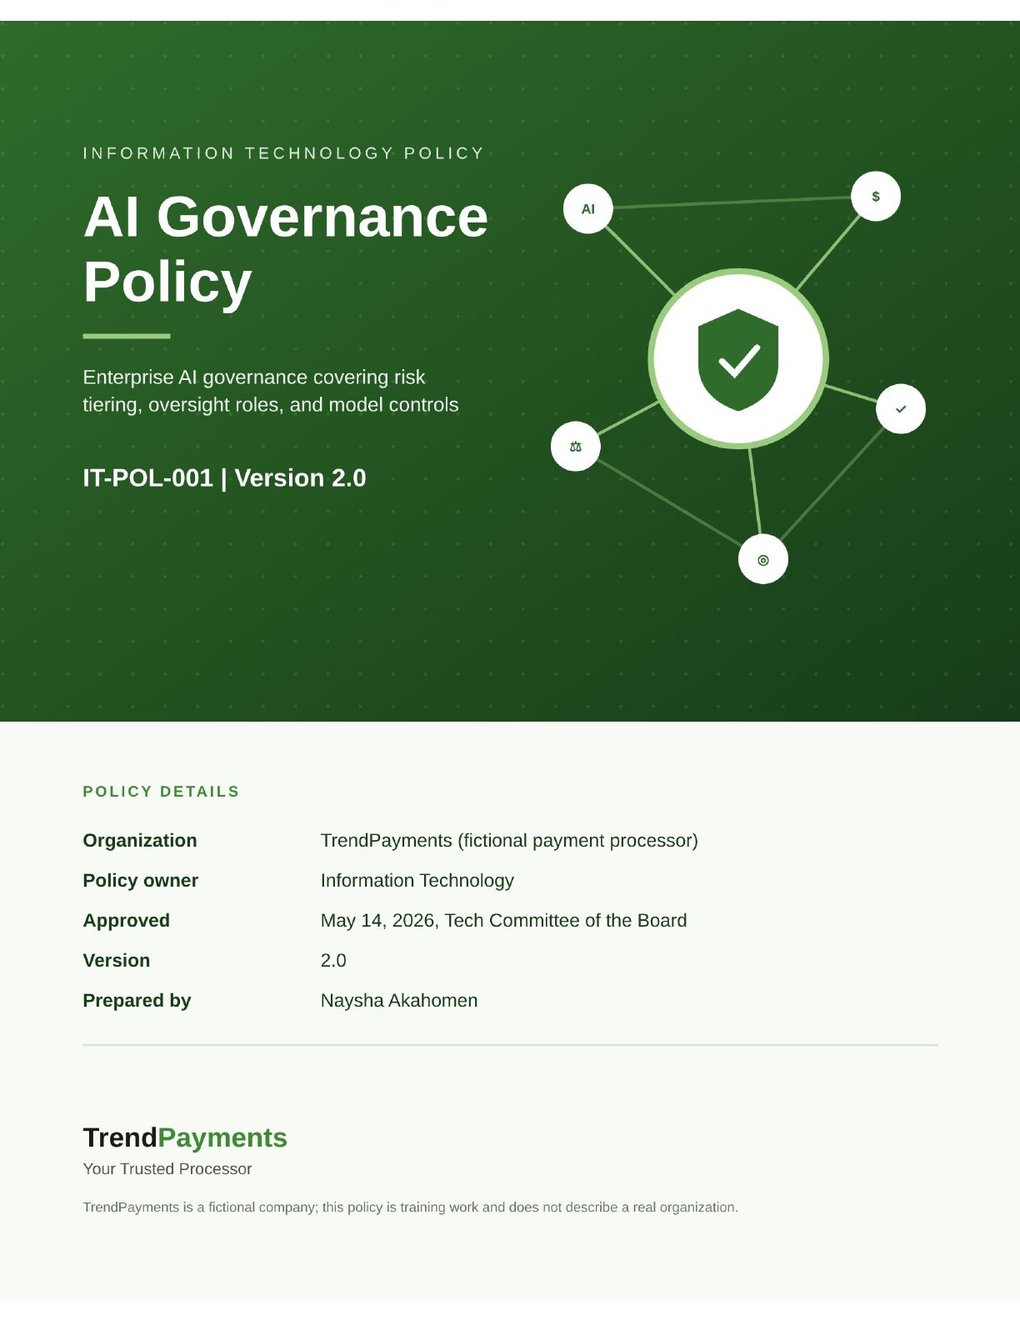 INFORMATION TECHNOLOGY POLICY
AI Governance
Policy
Enterprise AI governance covering risk
tiering, oversight roles, and model controls
IT-POL-001 | Version 2.0
AI
$
✓
⚖
◎
POLICY DETAILS
Organization TrendPayments (fictional payment processor)
Policy owner Information Technology
Approved May 14, 2026, Tech Committee of the Board
Version 2.0
Prepared by Naysha Akahomen
TrendPayments
Your Trusted Processor
TrendPayments is a fictional company; this policy is training work and does not describe a real organization.